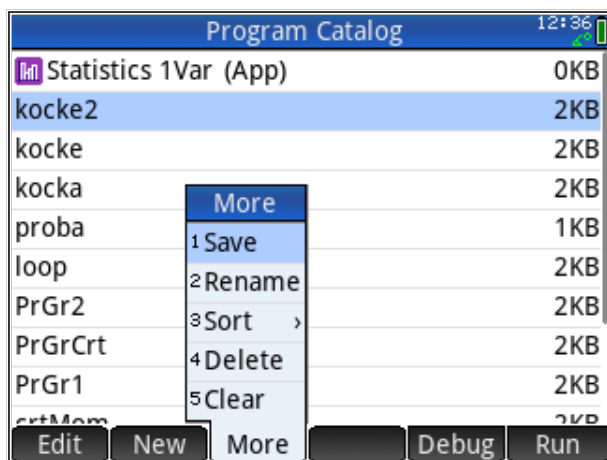 Program Catalog 12:36
Statistics 1Var (App) 0KB
kocke2 2KB
kocke 2KB
kocka 2KB
proba 1KB
loop 2KB
PrGr2 2KB
PrGrCrt 2KB
PrGr1 2KB
crtMom 2KB
More
1 Save
2 Rename
3 Sort ›
4 Delete
5 Clear
Edit New More Debug Run